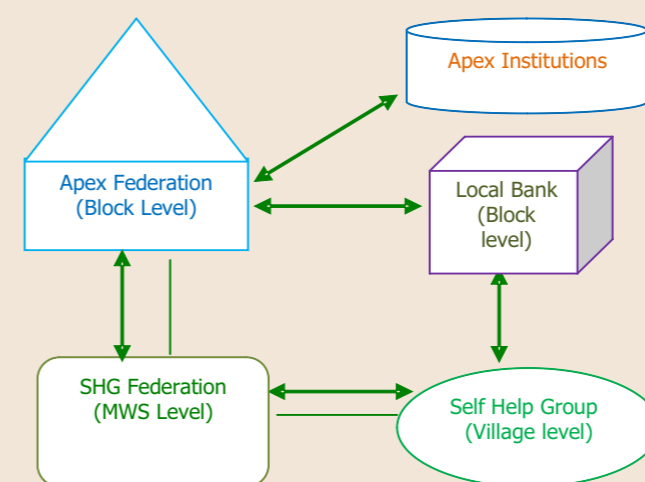 Apex Institutions
Apex Federation
(Block Level)
Local Bank
(Block
level)
SHG Federation
(MWS Level)
Self Help Group
(Village level)